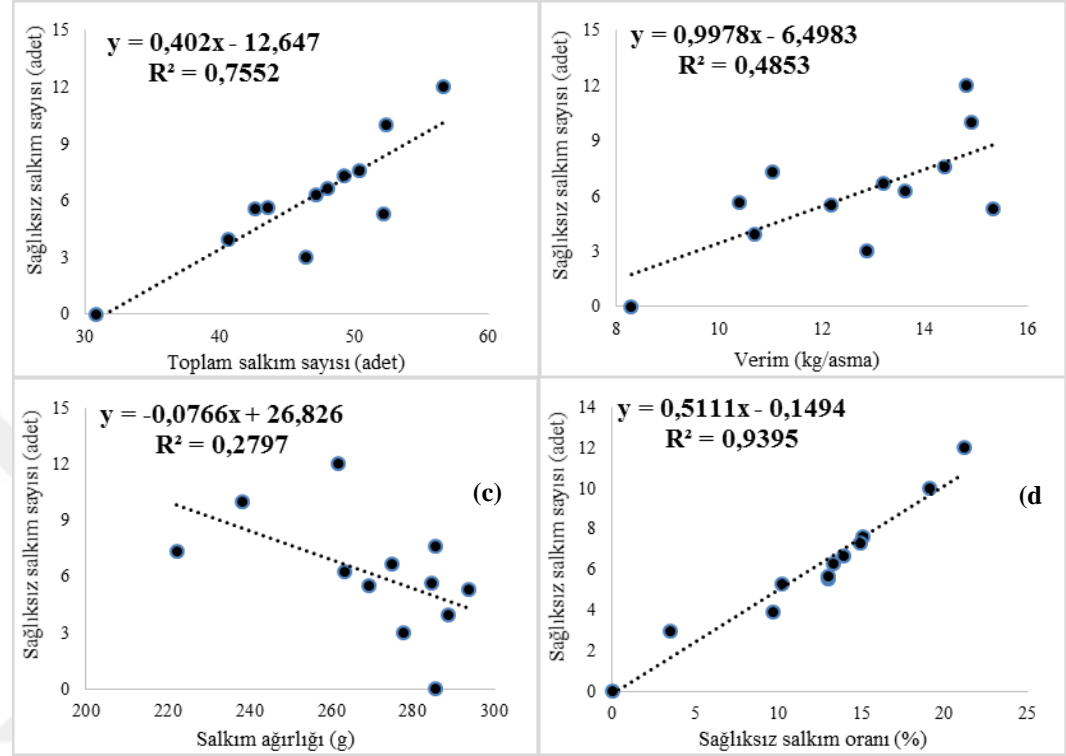 y = 0,402x - 12,647
R² = 0,7552
Sağlıksız salkım sayısı (adet)
15
12
9
6
3
0
30 40 50 60
Toplam salkım sayısı (adet)
y = 0,9978x - 6,4983
R² = 0,4853
Sağlıksız salkım sayısı (adet)
15
12
9
6
3
0
8 10 12 14 16
Verim (kg/asma)
y = -0,0766x + 26,826
R² = 0,2797
(c)
Sağlıksız salkım sayısı (adet)
15
12
9
6
3
0
200 220 240 260 280 300
Salkım ağırlığı (g)
y = 0,5111x - 0,1494
R² = 0,9395
(d
Sağlıksız salkım sayısı (adet)
14
12
10
8
6
4
2
0
0 5 10 15 20 25
Sağlıksız salkım oranı (%)